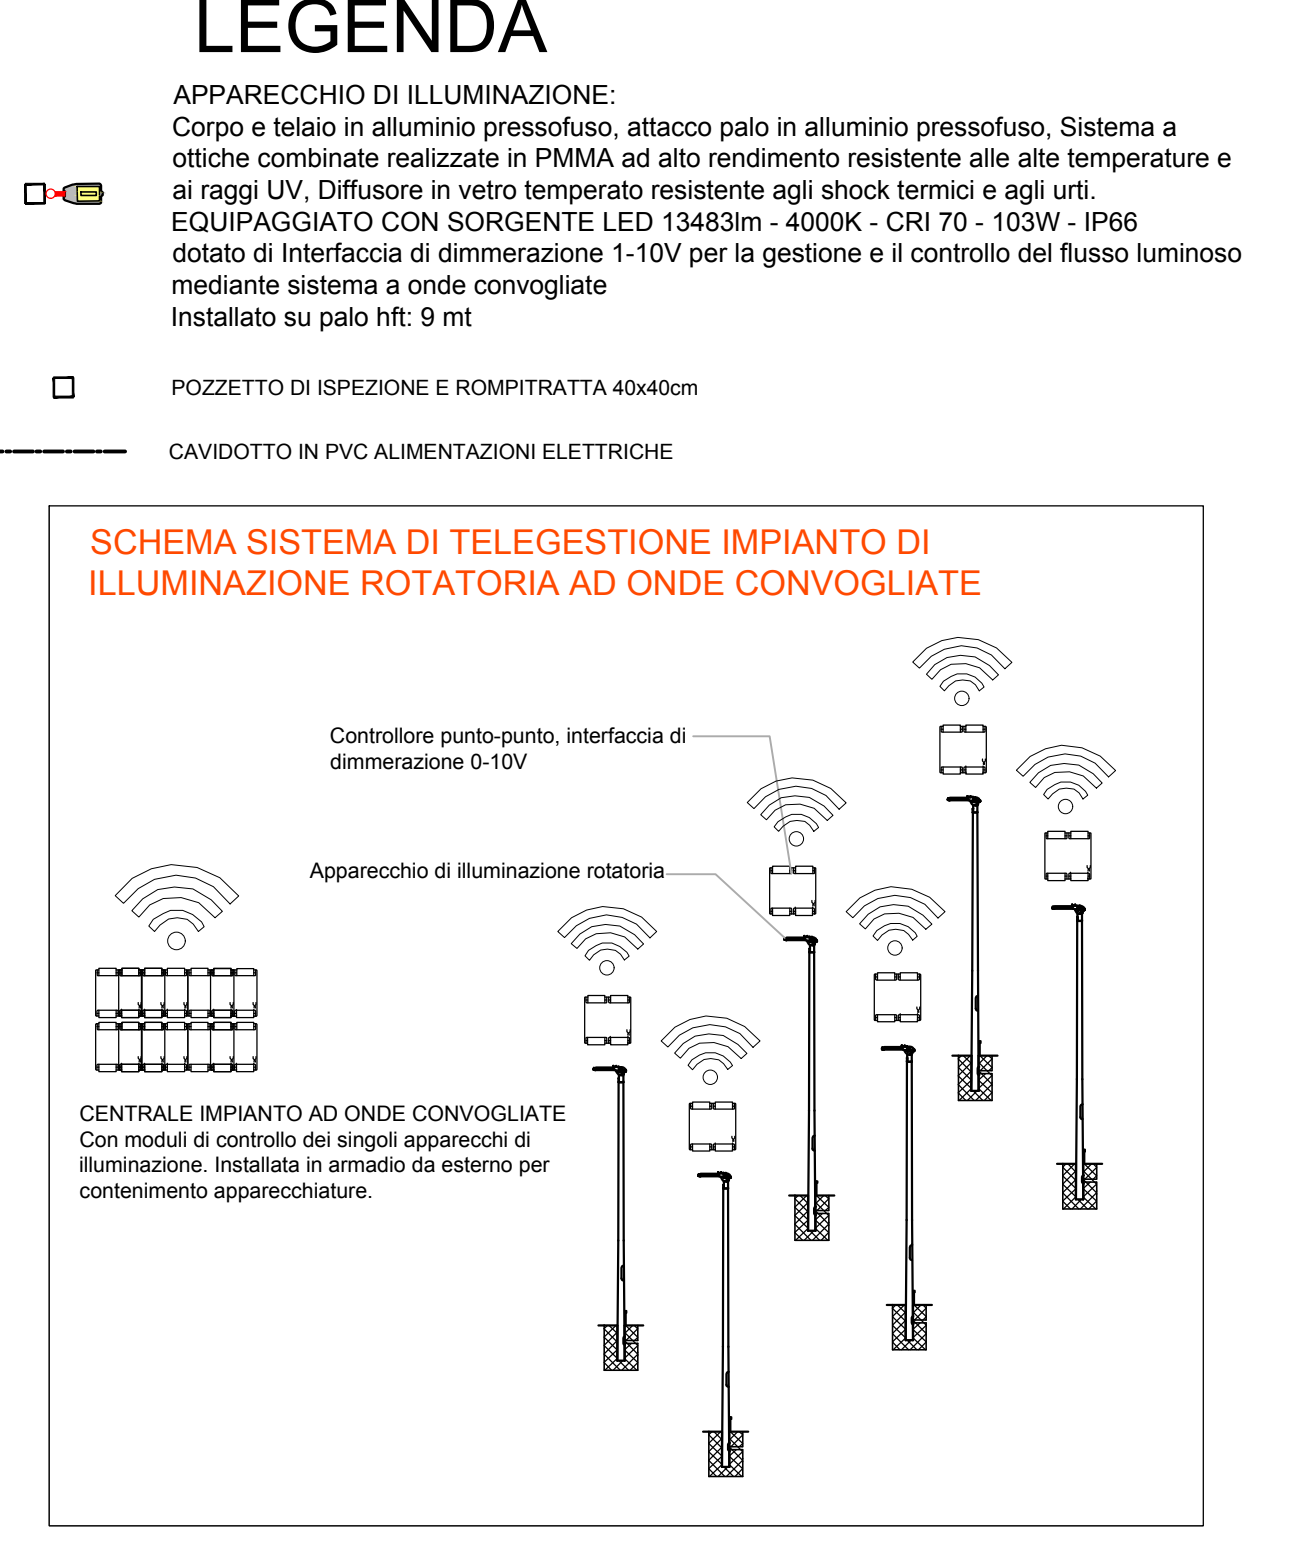 LEGENDA
APPARECCHIO DI ILLUMINAZIONE:
Corpo e telaio in alluminio pressofuso, attacco palo in alluminio pressofuso, Sistema a
ottiche combinate realizzate in PMMA ad alto rendimento resistente alle alte temperature e
ai raggi UV, Diffusore in vetro temperato resistente agli shock termici e agli urti.
EQUIPAGGIATO CON SORGENTE LED 13483lm - 4000K - CRI 70 - 103W - IP66
dotato di Interfaccia di dimmerazione 1-10V per la gestione e il controllo del flusso luminoso
mediante sistema a onde convogliate
Installato su palo hft: 9 mt
POZZETTO DI ISPEZIONE E ROMPITRATTA 40x40cm
CAVIDOTTO IN PVC ALIMENTAZIONI ELETTRICHE
SCHEMA SISTEMA DI TELEGESTIONE IMPIANTO DI
ILLUMINAZIONE ROTATORIA AD ONDE CONVOGLIATE
Controllore punto-punto, interfaccia di
dimmerazione 0-10V
Apparecchio di illuminazione rotatoria
CENTRALE IMPIANTO AD ONDE CONVOGLIATE
Con moduli di controllo dei singoli apparecchi di
illuminazione. Installata in armadio da esterno per
contenimento apparecchiature.